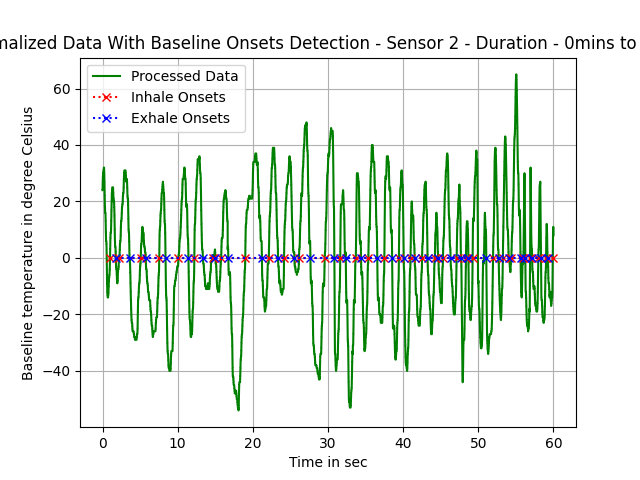 malized Data With Baseline Onsets Detection - Sensor 2 - Duration - 0mins to
Processed Data
Inhale Onsets
Exhale Onsets
Baseline temperature in degree Celsius
60
40
20
0
−20
−40
0 10 20 30 40 50 60
Time in sec